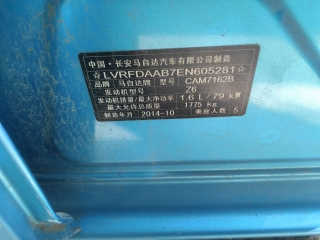 中国·长安马自达汽车有限公司制造
☆LVRFDAAB7EN605281☆
品牌 马自达 型号 CAM7162B
发动机型号 Z6
发动机排量/最大净功率 1.6 L/79 kW
最大允许总质量 1775 kg
制造年月 2014-10 乘座人数 5